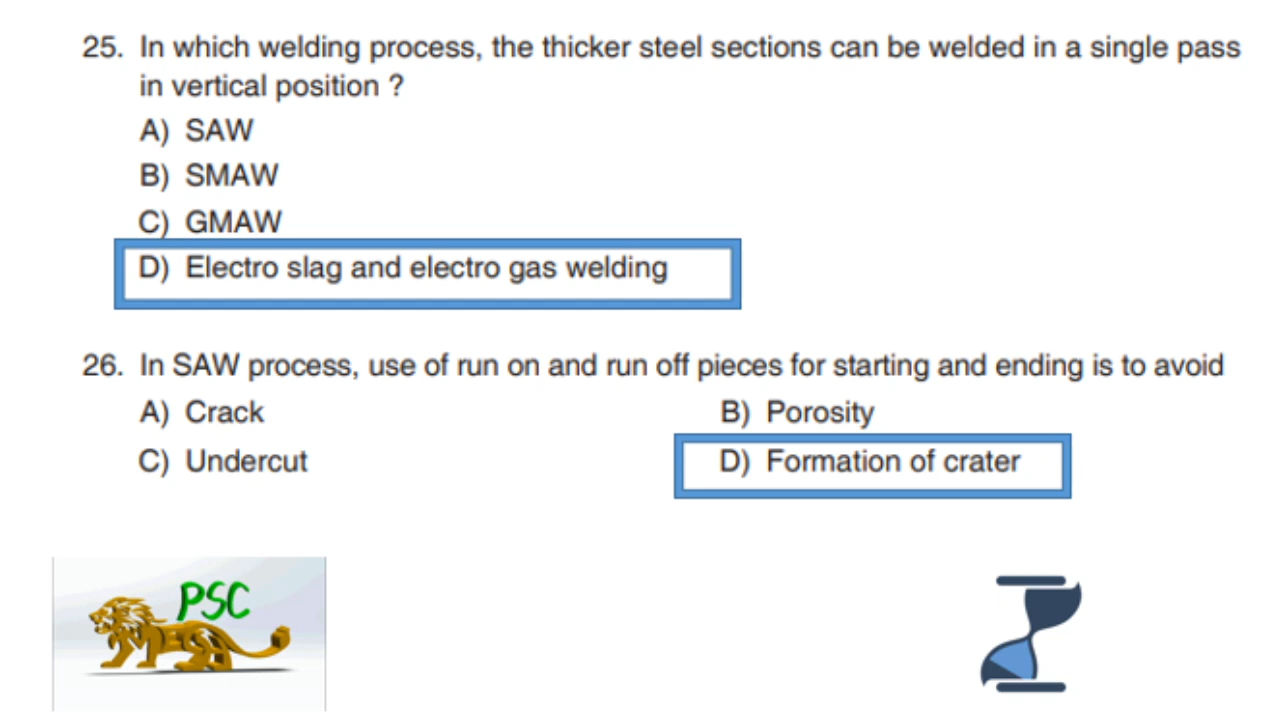 25. In which welding process, the thicker steel sections can be welded in a single pass
in vertical position ?
A) SAW
B) SMAW
C) GMAW
D) Electro slag and electro gas welding
26. In SAW process, use of run on and run off pieces for starting and ending is to avoid
A) Crack B) Porosity
C) Undercut D) Formation of crater
PSC